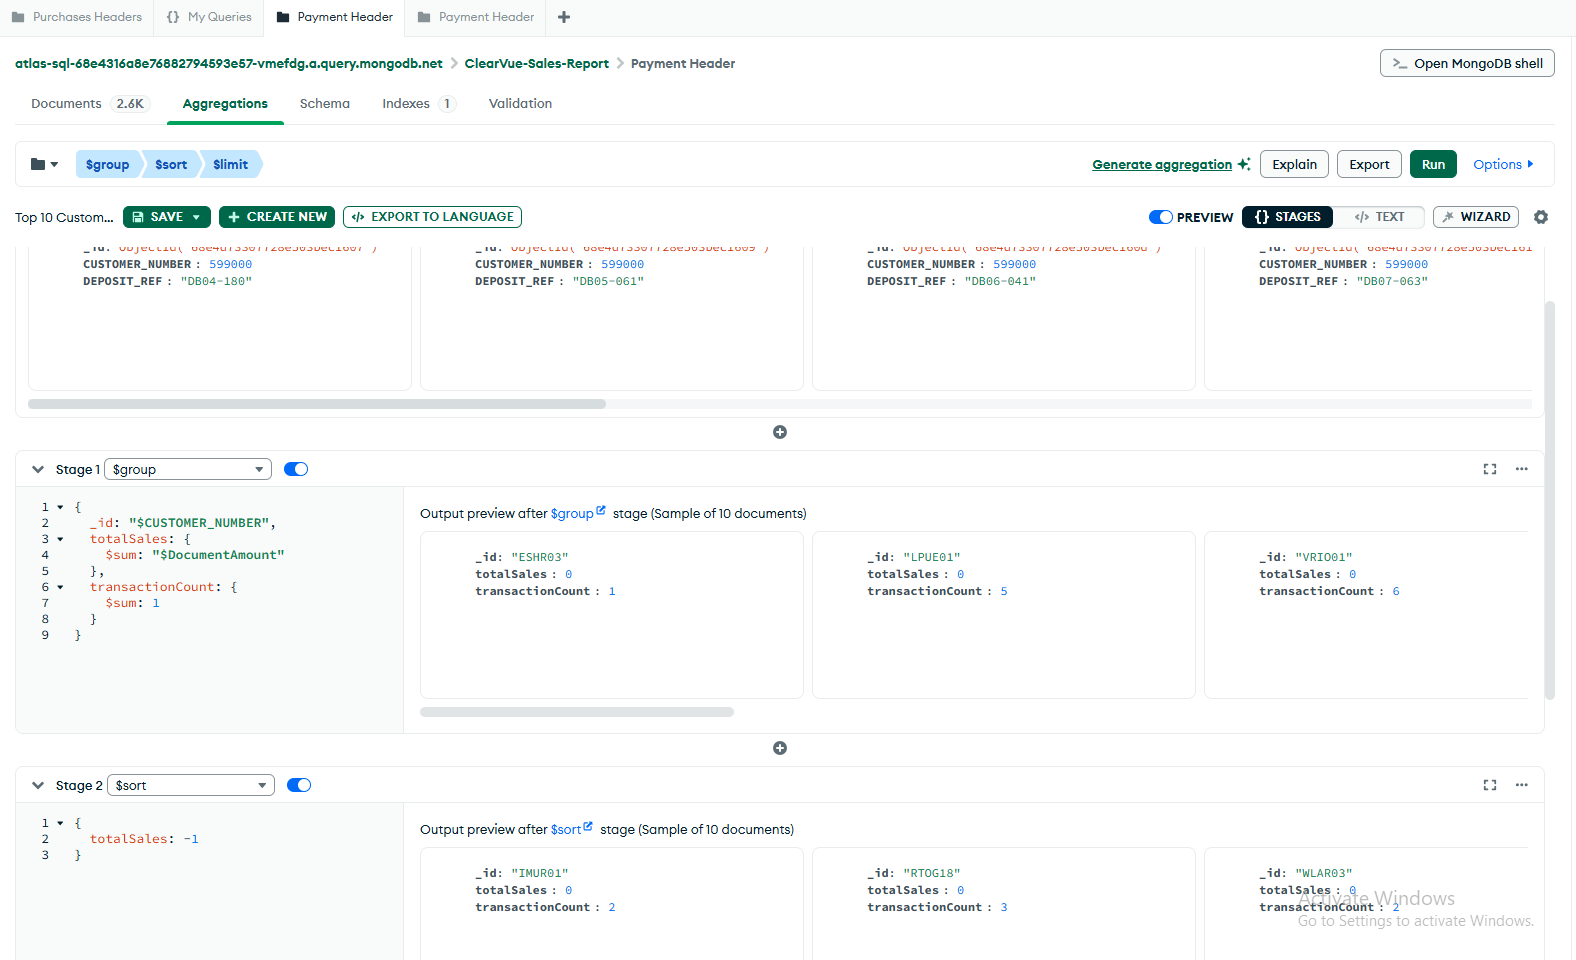 Purchases Headers
{} My Queries
Payment Header
Payment Header
atlas-sql-68e4316a8e76882794593e57-vmefdg.a.query.mongodb.net > ClearVue-Sales-Report > Payment Header
>_ Open MongoDB shell
Documents 2.6K
Aggregations
Schema
Indexes 1
Validation
$group
$sort
$limit
Generate aggregation
Explain
Export
Run
Options
Top 10 Custom...
SAVE
+ CREATE NEW
</> EXPORT TO LANGUAGE
PREVIEW
{} STAGES
</> TEXT
WIZARD
CUSTOMER_NUMBER : 599000
DEPOSIT_REF : "DB04-180"
CUSTOMER_NUMBER : 599000
DEPOSIT_REF : "DB05-061"
CUSTOMER_NUMBER : 599000
DEPOSIT_REF : "DB06-041"
CUSTOMER_NUMBER : 599000
DEPOSIT_REF : "DB07-063"
Stage 1 $group
1 {
2 _id: "$CUSTOMER_NUMBER",
3 totalSales: {
4 $sum: "$DocumentAmount"
5 },
6 transactionCount: {
7 $sum: 1
8 }
9 }
Output preview after $group stage (Sample of 10 documents)
_id: "ESHR03"
totalSales : 0
transactionCount : 1
_id: "LPUE01"
totalSales : 0
transactionCount : 5
_id: "VRIO01"
totalSales : 0
transactionCount : 6
Stage 2 $sort
1 {
2 totalSales: -1
3 }
Output preview after $sort stage (Sample of 10 documents)
_id: "IMUR01"
totalSales : 0
transactionCount : 2
_id: "RTOG18"
totalSales : 0
transactionCount : 3
_id: "WLAR03"
totalSales : 0
transactionCount : 2
Activate Windows
Go to Settings to activate Windows.